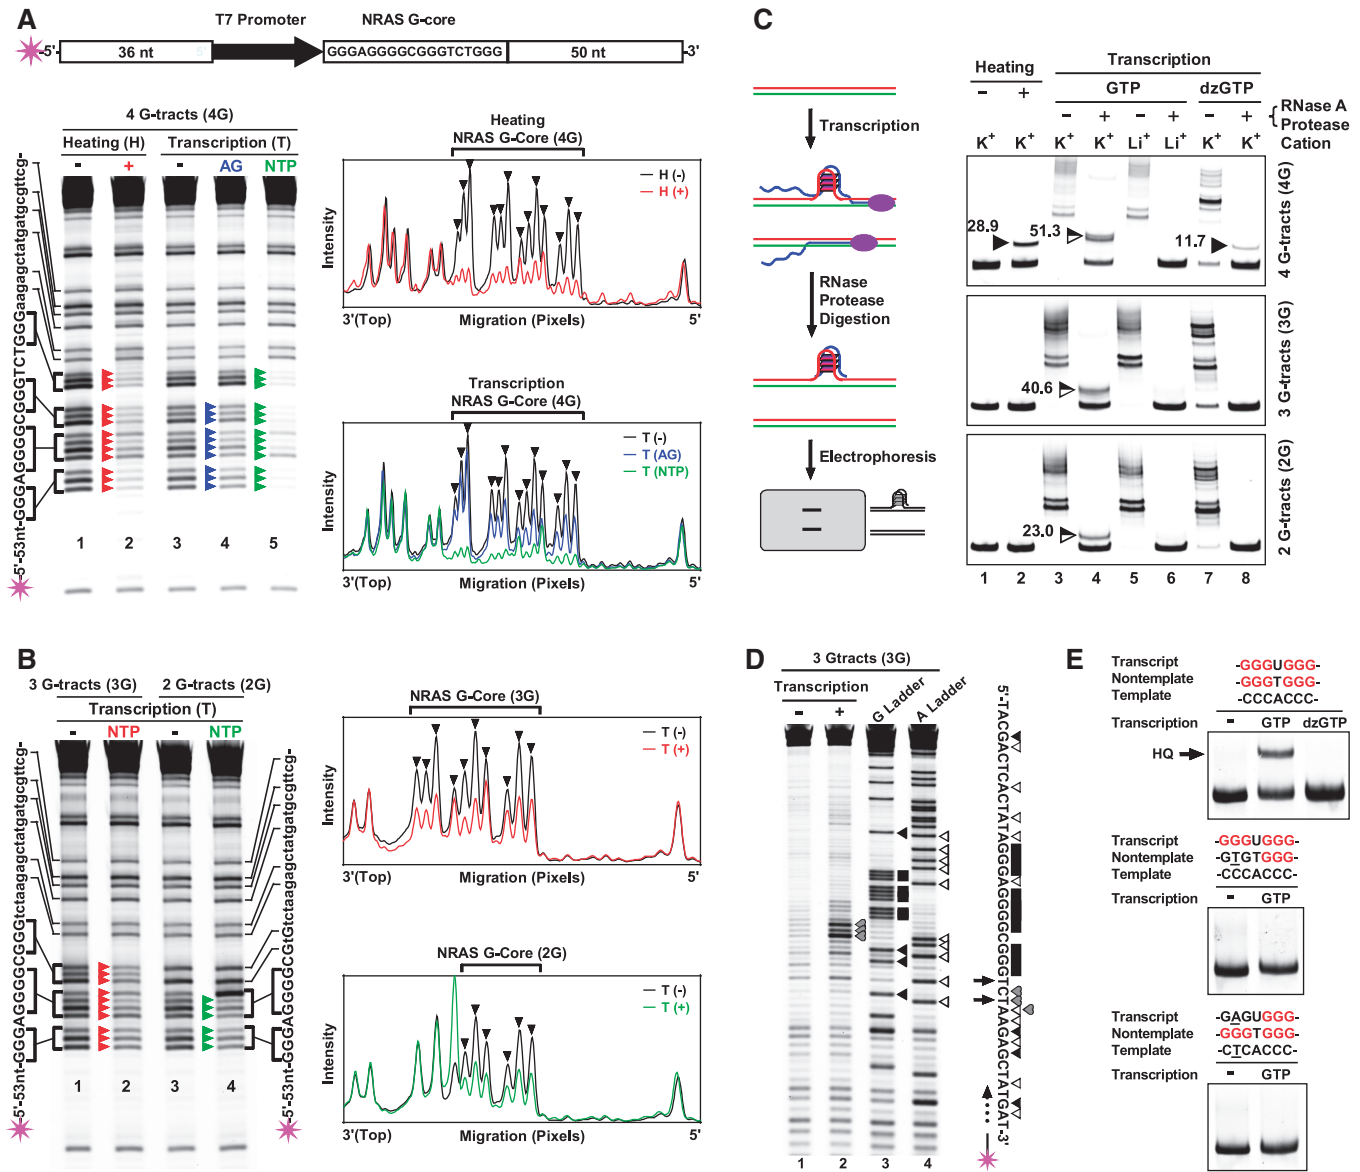 A
T7 Promoter
NRAS G-core
5'-
36 nt
5'
GGGAGGGGCGGGTCTGGG
50 nt
-3'
4 G-tracts (4G)
Heating (H)
Transcription (T)
-
+
-
AG
NTP
5'-53nt-GGGAGGGGCGGGTCTGGGaagagctatgatgcgttcg-
1
2
3
4
5
Heating
NRAS G-Core (4G)
H (-)
H (+)
Intensity
3'(Top)
Migration (Pixels)
5'
Transcription
NRAS G-Core (4G)
T (-)
T (AG)
T (NTP)
Intensity
3'(Top)
Migration (Pixels)
5'
B
3 G-tracts (3G)
2 G-tracts (2G)
Transcription (T)
-
NTP
-
NTP
5'-53nt-GGGAGGGGCGGGtctaagagctatgatgcgttcg-
5'-53nt-GGGAGGGGCGtGtctaagagctatgatgcgttcg-
1
2
3
4
NRAS G-Core (3G)
T (-)
T (+)
Intensity
3'(Top)
Migration (Pixels)
5'
NRAS G-Core (2G)
T (-)
T (+)
Intensity
3'(Top)
Migration (Pixels)
5'
C
Transcription
RNase
Protease
Digestion
Electrophoresis
Heating
Transcription
GTP
dzGTP
- + - + - + - +
RNase A
Protease
K+ K+ K+ K+ Li+ Li+ K+ K+
Cation
28.9
51.3
11.7
4 G-tracts (4G)
40.6
3 G-tracts (3G)
23.0
2 G-tracts (2G)
1 2 3 4 5 6 7 8
D
3 Gtracts (3G)
Transcription
- +
G Ladder
A Ladder
1 2 3 4
5'-TACGACTCACTATAGGGAGGGGCGGGTCTAAGAGCTATGAT-3'
E
Transcript
-GGGUGGG-
Nontemplate
-GGGTGGG-
Template
-CCCACCC-
Transcription
-
GTP
dzGTP
HQ
Transcript
-GGGUGGG-
Nontemplate
-GTGTGGG-
Template
-CCCACCC-
Transcription
-
GTP
Transcript
-GAGUGGG-
Nontemplate
-GGGTGGG-
Template
-CTCACCC-
Transcription
-
GTP